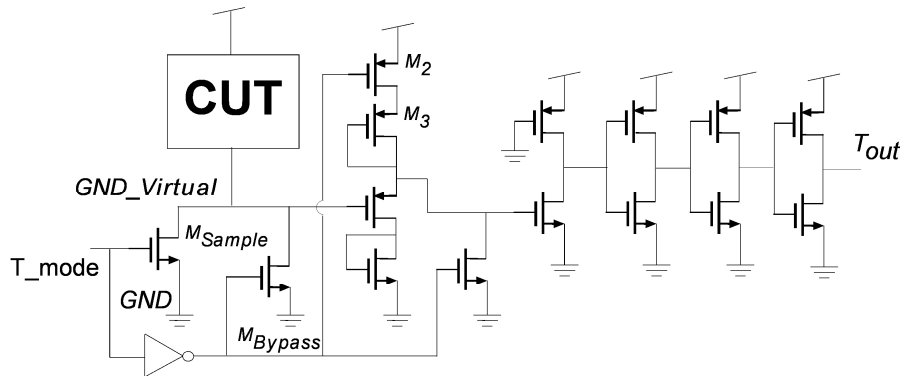 CUT
M2
M3
GND_Virtual
MSample
T_mode
GND
MBypass
Tout